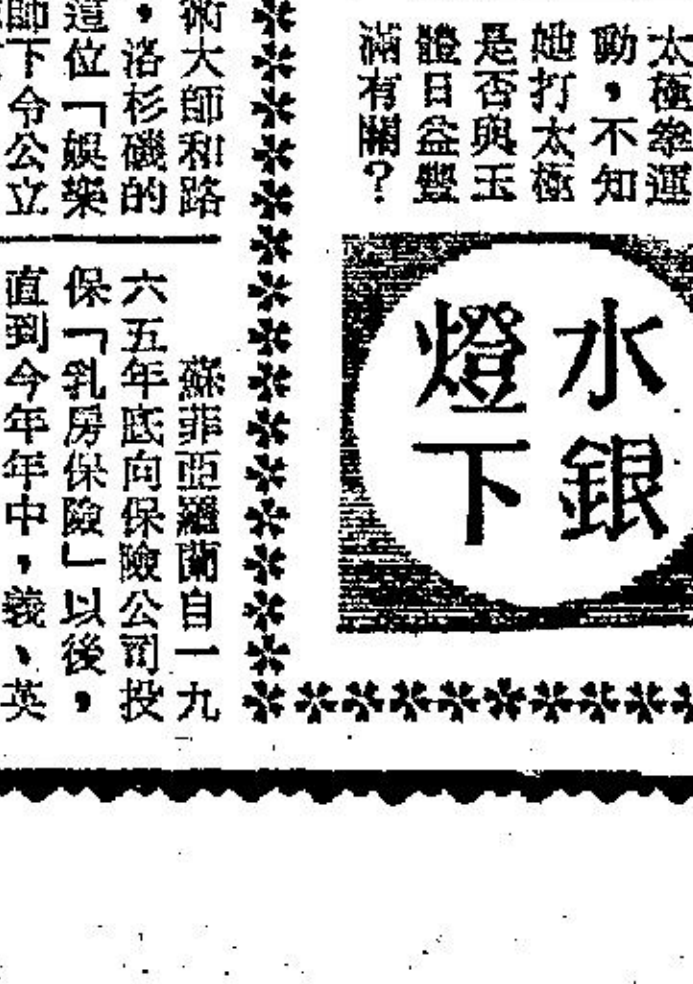 太極拳運
動，不知
她打太極
是否與玉
體日益豐
滿有關？
水銀
燈下
術大師和路
，洛杉磯的
這位「娛樂
師下令公立
蘇菲亞羅蘭自一九
六五年底向保險公司投
保「乳房保險」以後，
直到今年年中，義、英